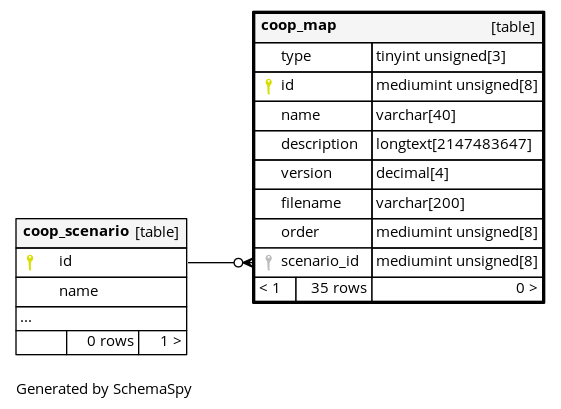 coop_map [table]
type tinyint unsigned[3]
id mediumint unsigned[8]
name varchar[40]
description longtext[2147483647]
version decimal[4]
filename varchar[200]
order mediumint unsigned[8]
scenario_id mediumint unsigned[8]
< 1 35 rows 0 >
coop_scenario [table]
id
name
...
0 rows 1 >
Generated by SchemaSpy